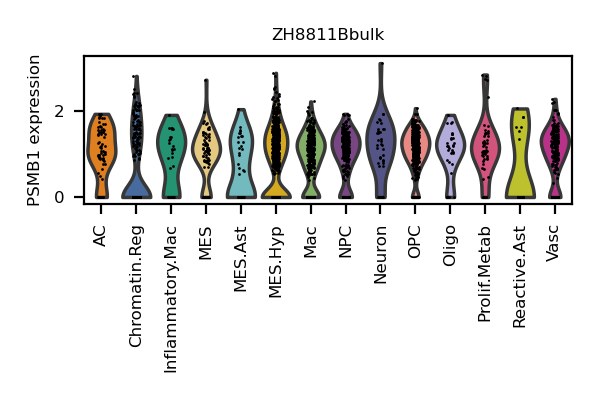 ZH8811Bbulk
PSMB1 expression
2
0
AC
Chromatin.Reg
Inflammatory.Mac
MES
MES.Ast
MES.Hyp
Mac
NPC
Neuron
OPC
Oligo
Prolif.Metab
Reactive.Ast
Vasc